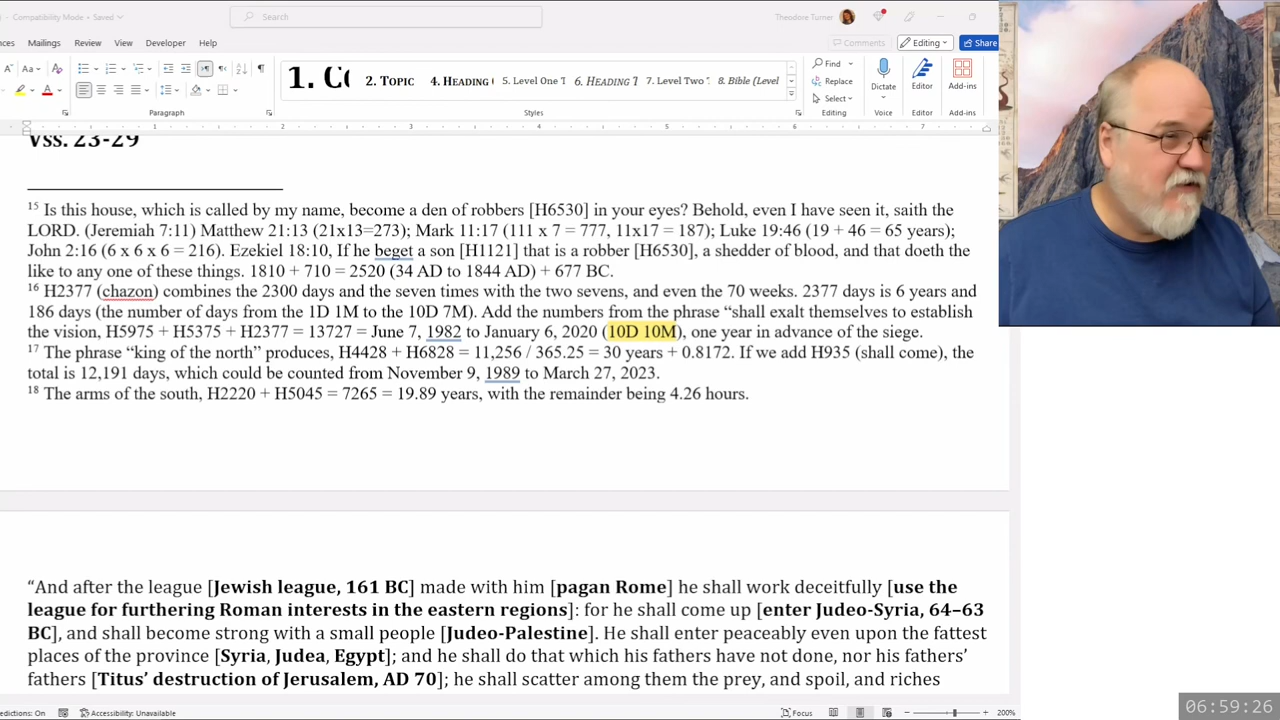 Compatibility Mode • Saved
Search
Theodore Turner
Mailings Review View Developer Help
Comments Editing Share
Aa
1. Co 2. TOPIC 4. HEADING 5. Level One 6. HEADING 7. Level Two 8. Bible (Level
Find
Replace
Select
Dictate
Editor
Add-ins
Paragraph Styles Editing Voice Editor Add-ins
1 2 3 4 5 6 7
Vss. 23-29
15 Is this house, which is called by my name, become a den of robbers [H6530] in your eyes? Behold, even I have seen it, saith the
LORD. (Jeremiah 7:11) Matthew 21:13 (21x13=273); Mark 11:17 (111 x 7 = 777, 11x17 = 187); Luke 19:46 (19 + 46 = 65 years);
John 2:16 (6 x 6 x 6 = 216). Ezekiel 18:10, If he beget a son [H1121] that is a robber [H6530], a shedder of blood, and that doeth the
like to any one of these things. 1810 + 710 = 2520 (34 AD to 1844 AD) + 677 BC.
16 H2377 (chazon) combines the 2300 days and the seven times with the two sevens, and even the 70 weeks. 2377 days is 6 years and
186 days (the number of days from the 1D 1M to the 10D 7M). Add the numbers from the phrase “shall exalt themselves to establish
the vision, H5975 + H5375 + H2377 = 13727 = June 7, 1982 to January 6, 2020 (10D 10M), one year in advance of the siege.
17 The phrase “king of the north” produces, H4428 + H6828 = 11,256 / 365.25 = 30 years + 0.8172. If we add H935 (shall come), the
total is 12,191 days, which could be counted from November 9, 1989 to March 27, 2023.
18 The arms of the south, H2220 + H5045 = 7265 = 19.89 years, with the remainder being 4.26 hours.
“And after the league [Jewish league, 161 BC] made with him [pagan Rome] he shall work deceitfully [use the
league for furthering Roman interests in the eastern regions]: for he shall come up [enter Judeo-Syria, 64–63
BC], and shall become strong with a small people [Judeo-Palestine]. He shall enter peaceably even upon the fattest
places of the province [Syria, Judea, Egypt]; and he shall do that which his fathers have not done, nor his fathers’
fathers [Titus’ destruction of Jerusalem, AD 70]; he shall scatter among them the prey, and spoil, and riches
Accessibility: Unavailable
Focus
200%
06:59:26